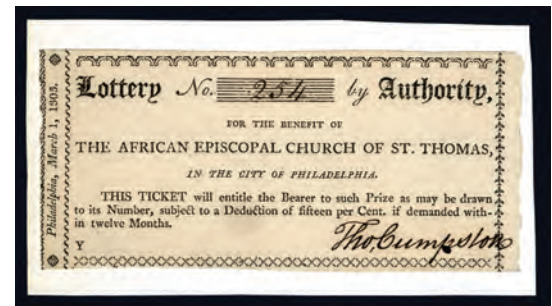 Philadelphia, March 1, 1803.
Lottery No. 254 by Authority,
FOR THE BENEFIT OF
THE AFRICAN EPISCOPAL CHURCH OF ST. THOMAS,
IN THE CITY OF PHILADELPHIA.
THIS TICKET will entitle the Bearer to such Prize as may be drawn
to its Number, subject to a Deduction of fifteen per Cent. if demanded with-
in twelve Months.
Tho. Cumpston
Y